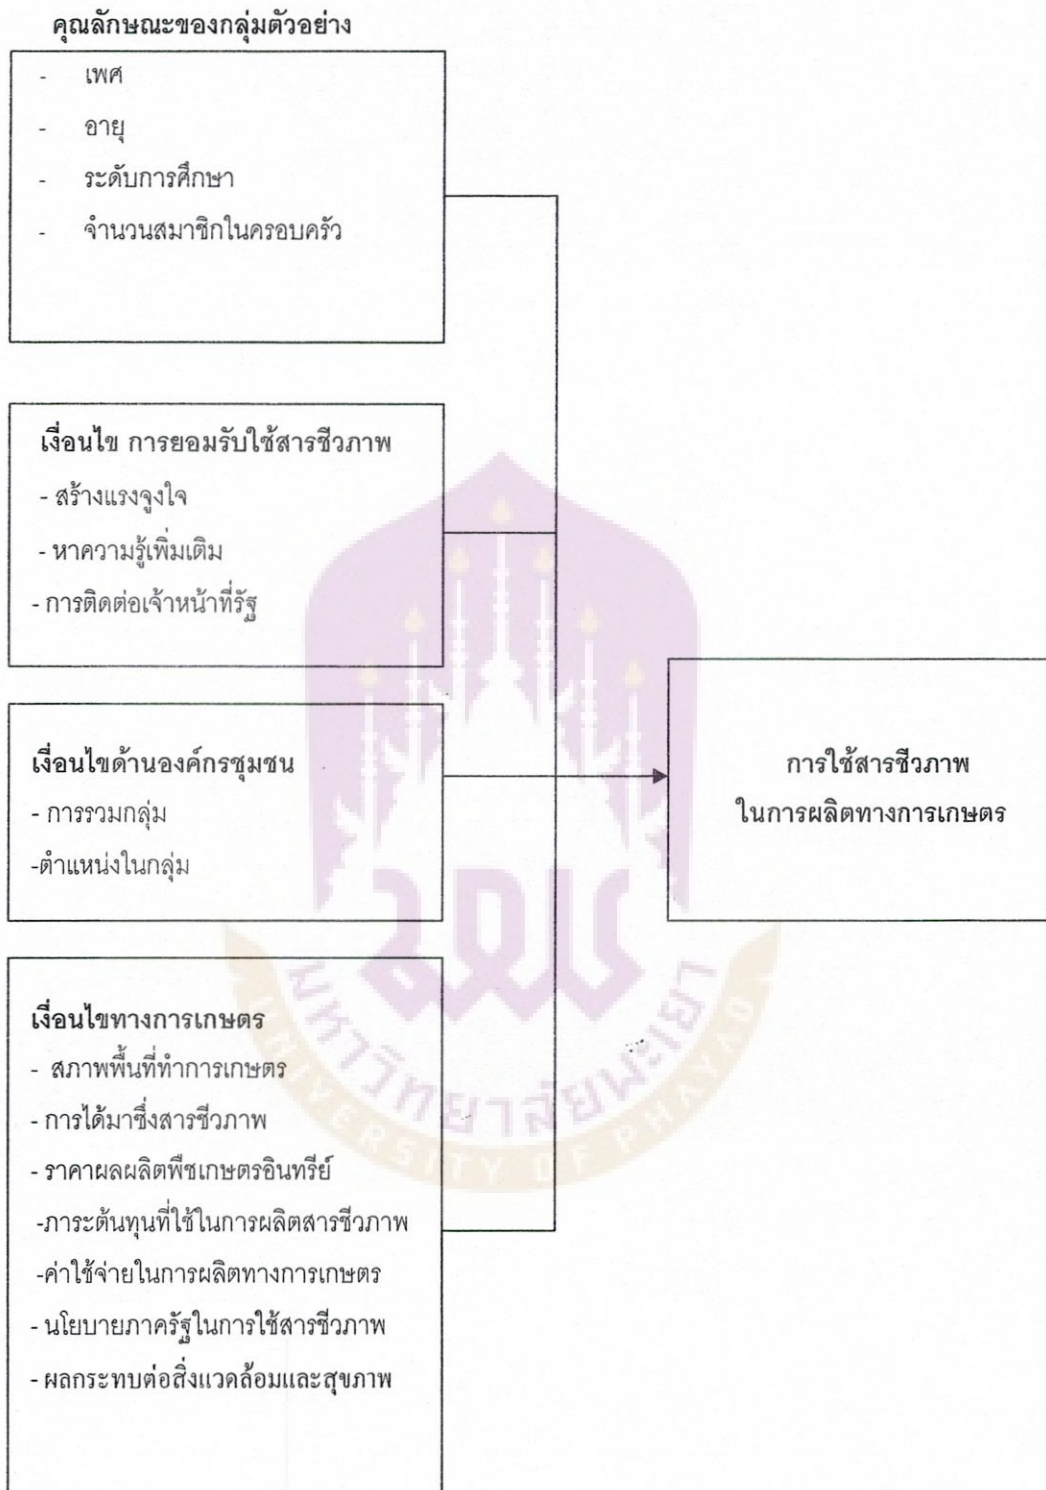 คุณลักษณะของกลุ่มตัวอย่าง
- เพศ
- อายุ
- ระดับการศึกษา
- จำนวนสมาชิกในครอบครัว
เงื่อนไข การยอมรับใช้สารชีวภาพ
- สร้างแรงจูงใจ
- หาความรู้เพิ่มเติม
- การติดต่อเจ้าหน้าที่รัฐ
เงื่อนไขด้านองค์กรชุมชน
- การรวมกลุ่ม
-ตำแหน่งในกลุ่ม
การใช้สารชีวภาพ
ในการผลิตทางการเกษตร
เงื่อนไขทางการเกษตร
- สภาพพื้นที่ทำการเกษตร
- การได้มาซึ่งสารชีวภาพ
- ราคาผลผลิตพืชเกษตรอินทรีย์
-ภาระต้นทุนที่ใช้ในการผลิตสารชีวภาพ
-ค่าใช้จ่ายในการผลิตทางการเกษตร
- นโยบายภาครัฐในการใช้สารชีวภาพ
- ผลกระทบต่อสิ่งแวดล้อมและสุขภาพ
มหาวิทยาลัยพะเยา
UNIVERSITY OF PHAYAO